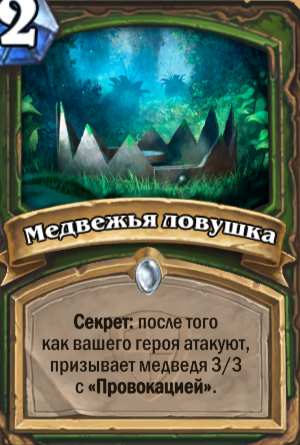 2
Медвежья ловушка
Секрет: после того
как вашего героя атакуют,
призывает медведя 3/3
с «Провокацией».